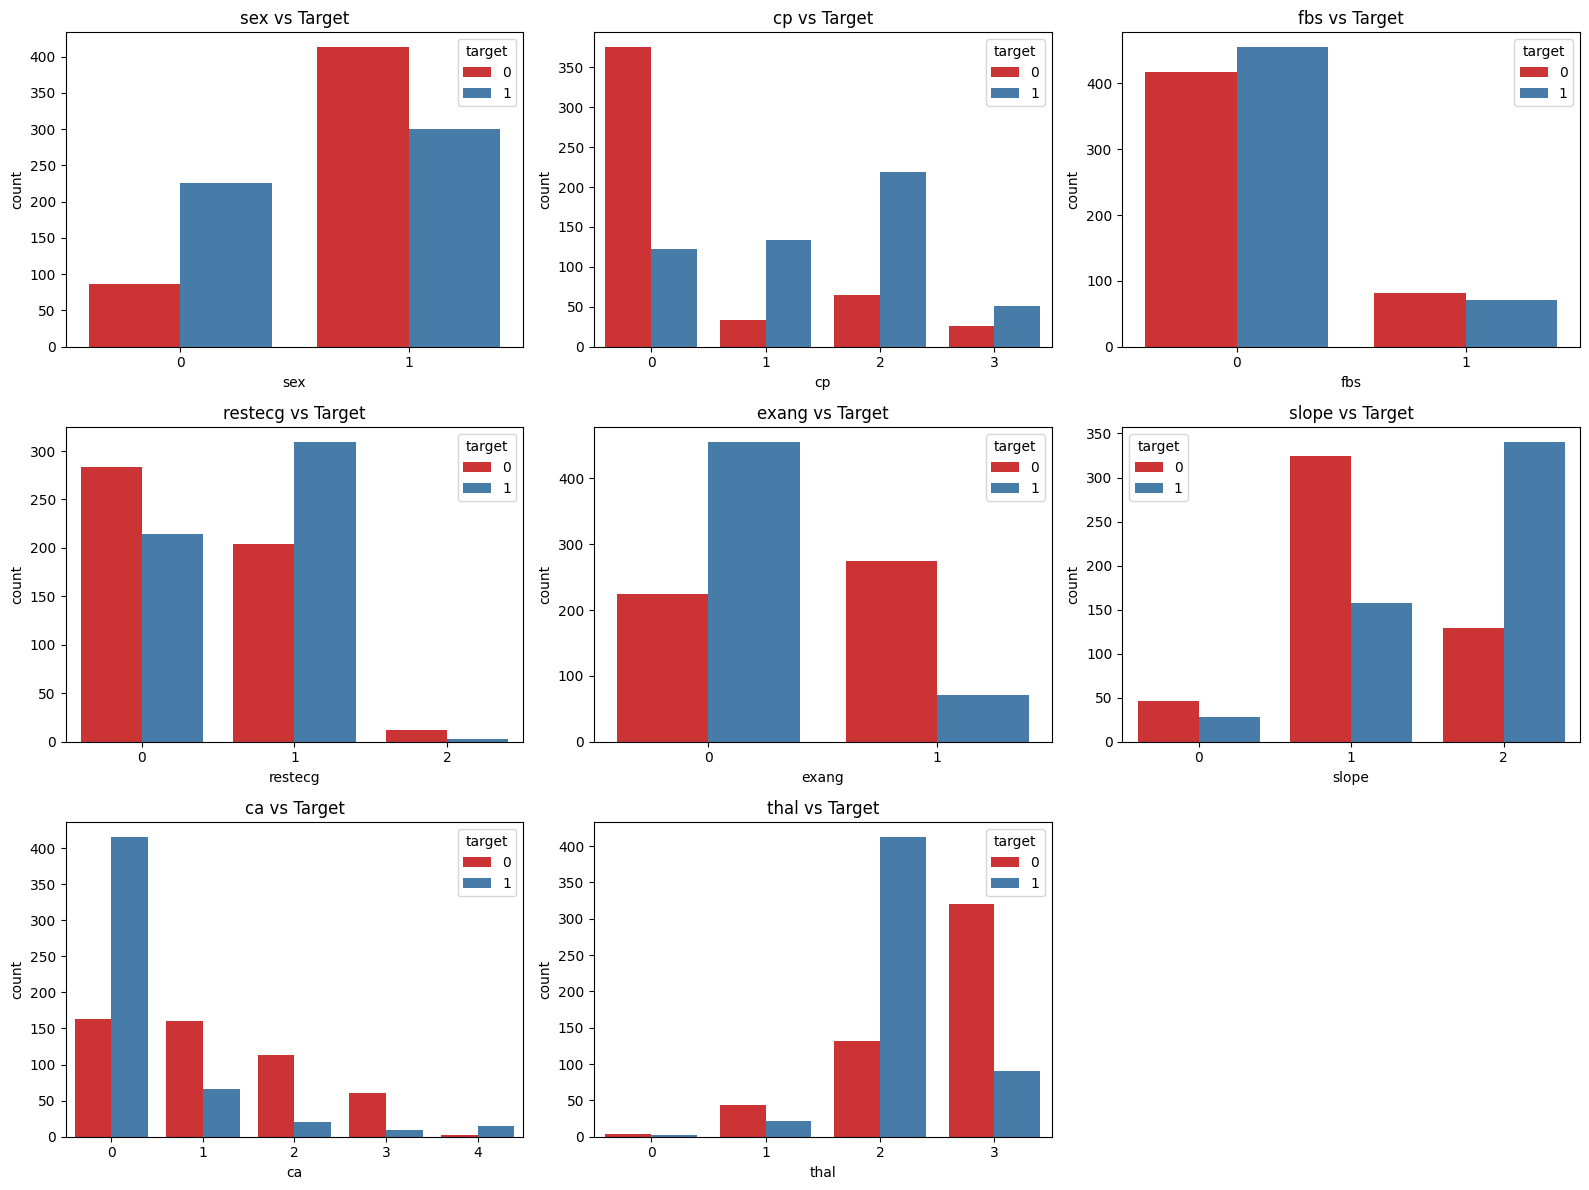 sex vs Target
count
400
350
300
250
200
150
100
50
0
0 1
sex
target
0
1
cp vs Target
count
350
300
250
200
150
100
50
0
0 1 2 3
cp
target
0
1
fbs vs Target
count
400
300
200
100
0
0 1
fbs
target
0
1
restecg vs Target
count
300
250
200
150
100
50
0
0 1 2
restecg
target
0
1
exang vs Target
count
400
300
200
100
0
0 1
exang
target
0
1
slope vs Target
count
350
300
250
200
150
100
50
0
0 1 2
slope
target
0
1
ca vs Target
count
400
350
300
250
200
150
100
50
0
0 1 2 3 4
ca
target
0
1
thal vs Target
count
400
350
300
250
200
150
100
50
0
0 1 2 3
thal
target
0
1